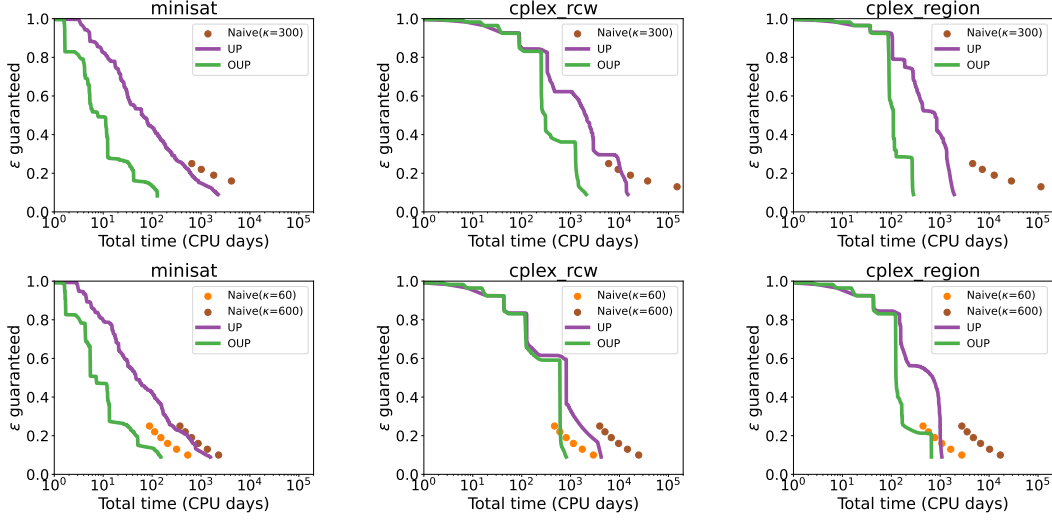 minisat
ε guaranteed
1.0
0.8
0.6
0.4
0.2
0.0
Naive(κ=300)
UP
OUP
10^0 10^1 10^2 10^3 10^4 10^5
Total time (CPU days)
cplex_rcw
ε guaranteed
1.0
0.8
0.6
0.4
0.2
0.0
Naive(κ=300)
UP
OUP
10^0 10^1 10^2 10^3 10^4 10^5
Total time (CPU days)
cplex_region
ε guaranteed
1.0
0.8
0.6
0.4
0.2
0.0
Naive(κ=300)
UP
OUP
10^0 10^1 10^2 10^3 10^4 10^5
Total time (CPU days)
minisat
ε guaranteed
1.0
0.8
0.6
0.4
0.2
0.0
Naive(κ=60)
Naive(κ=600)
UP
OUP
10^0 10^1 10^2 10^3 10^4 10^5
Total time (CPU days)
cplex_rcw
ε guaranteed
1.0
0.8
0.6
0.4
0.2
0.0
Naive(κ=60)
Naive(κ=600)
UP
OUP
10^0 10^1 10^2 10^3 10^4 10^5
Total time (CPU days)
cplex_region
ε guaranteed
1.0
0.8
0.6
0.4
0.2
0.0
Naive(κ=60)
Naive(κ=600)
UP
OUP
10^0 10^1 10^2 10^3 10^4 10^5
Total time (CPU days)